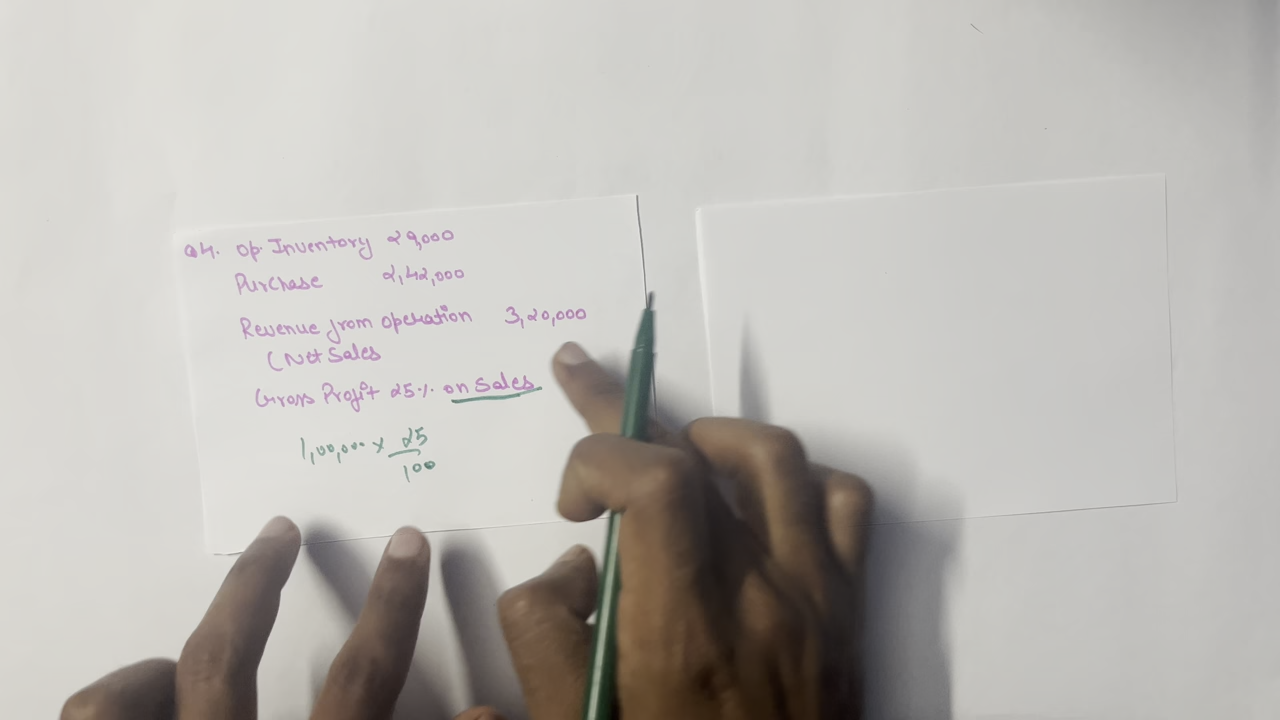 Q4. Op. Inventory 29,000
Purchase 2,42,000
Revenue from operation 3,20,000
(Net Sales
Gross Profit 25% on Sales
1,00,000 × 25
100